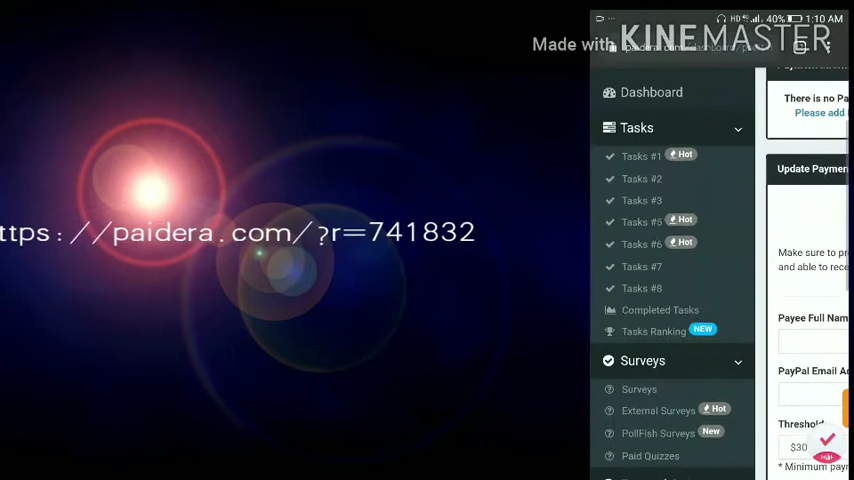 HD 4G 40% 1:10 AM
Made with KINEMASTER
ttps://paidera.com/?r=741832
Dashboard
Tasks
Tasks #1 Hot
Tasks #2
Tasks #3
Tasks #5 Hot
Tasks #6 Hot
Tasks #7
Tasks #8
Completed Tasks
Tasks Ranking NEW
Surveys
Surveys
External Surveys Hot
PollFish Surveys New
Paid Quizzes
There is no Pa
Please add
Update Paymen
Make sure to pr
and able to rece
Payee Full Nam
PayPal Email Ad
Threshold
$30
* Minimum paym